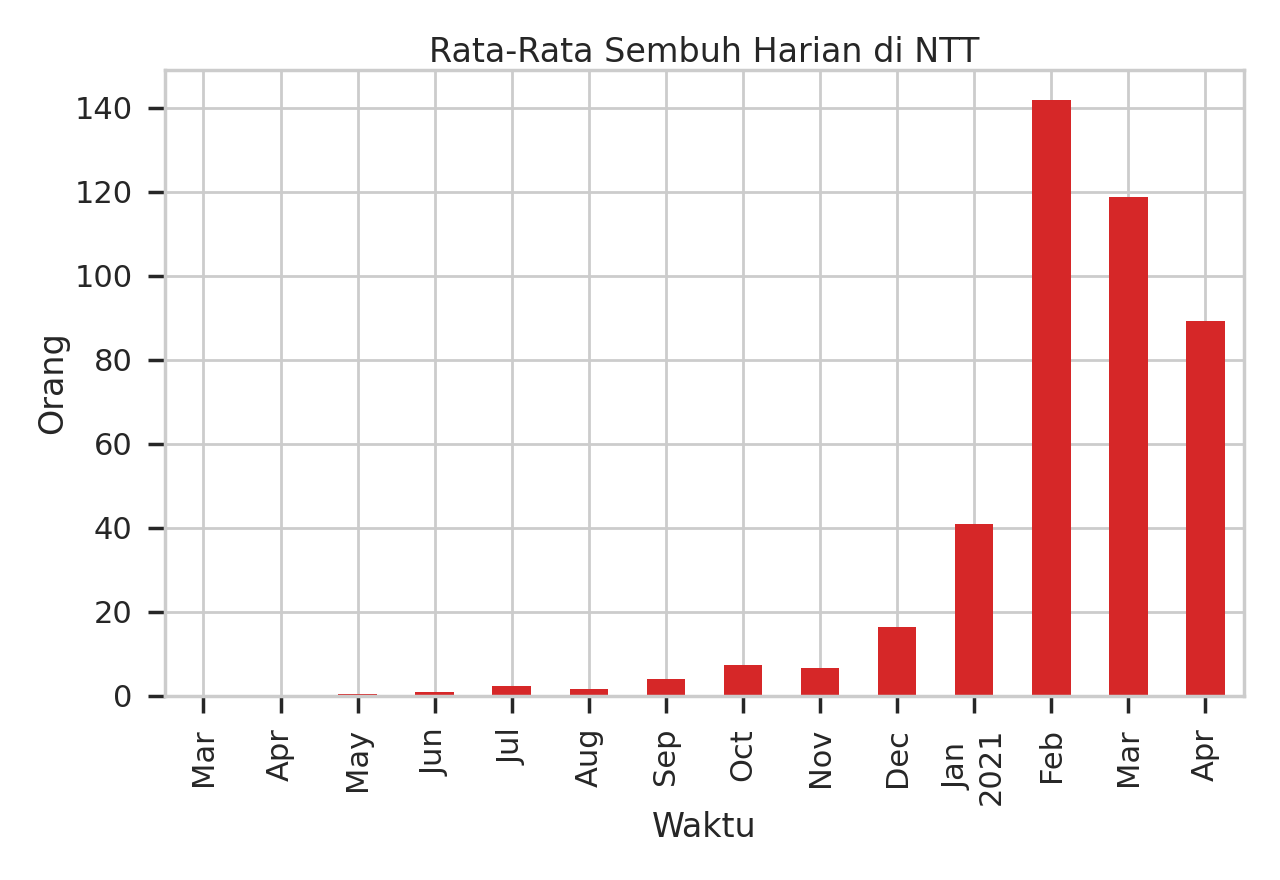 Rata-Rata Sembuh Harian di NTT
140
120
100
80
60
40
20
0
Orang
Mar
Apr
May
Jun
Jul
Aug
Sep
Oct
Nov
Dec
Jan
2021
Feb
Mar
Apr
Waktu